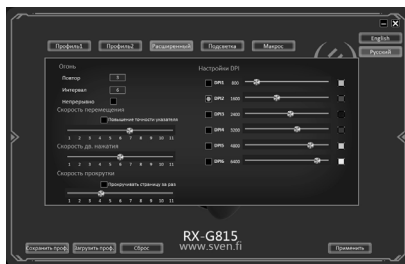 English
Профиль1 Профиль2 Расширенный Подсветка Макрос
Русский
Огонь
Настройки DPI
Повтор 3
DPI1 800
Интервал 6
DPI2 1600
Непрерывно
Скорость перемещения
DPI3 2400
Повышение точности указателя
DPI4 3200
1 2 3 4 5 6 7 8 9 10 11
Скорость дв. нажатия
DPI5 4800
1 2 3 4 5 6 7 8 9 10 11
DPI6 6400
Скорость прокрутки
Прокручивать страницу за раз
1 2 3 4 5 6 7 8 9 10 11
RX-G815
www.sven.fi
Сохранить проф. Загрузить проф. Сброс Применить